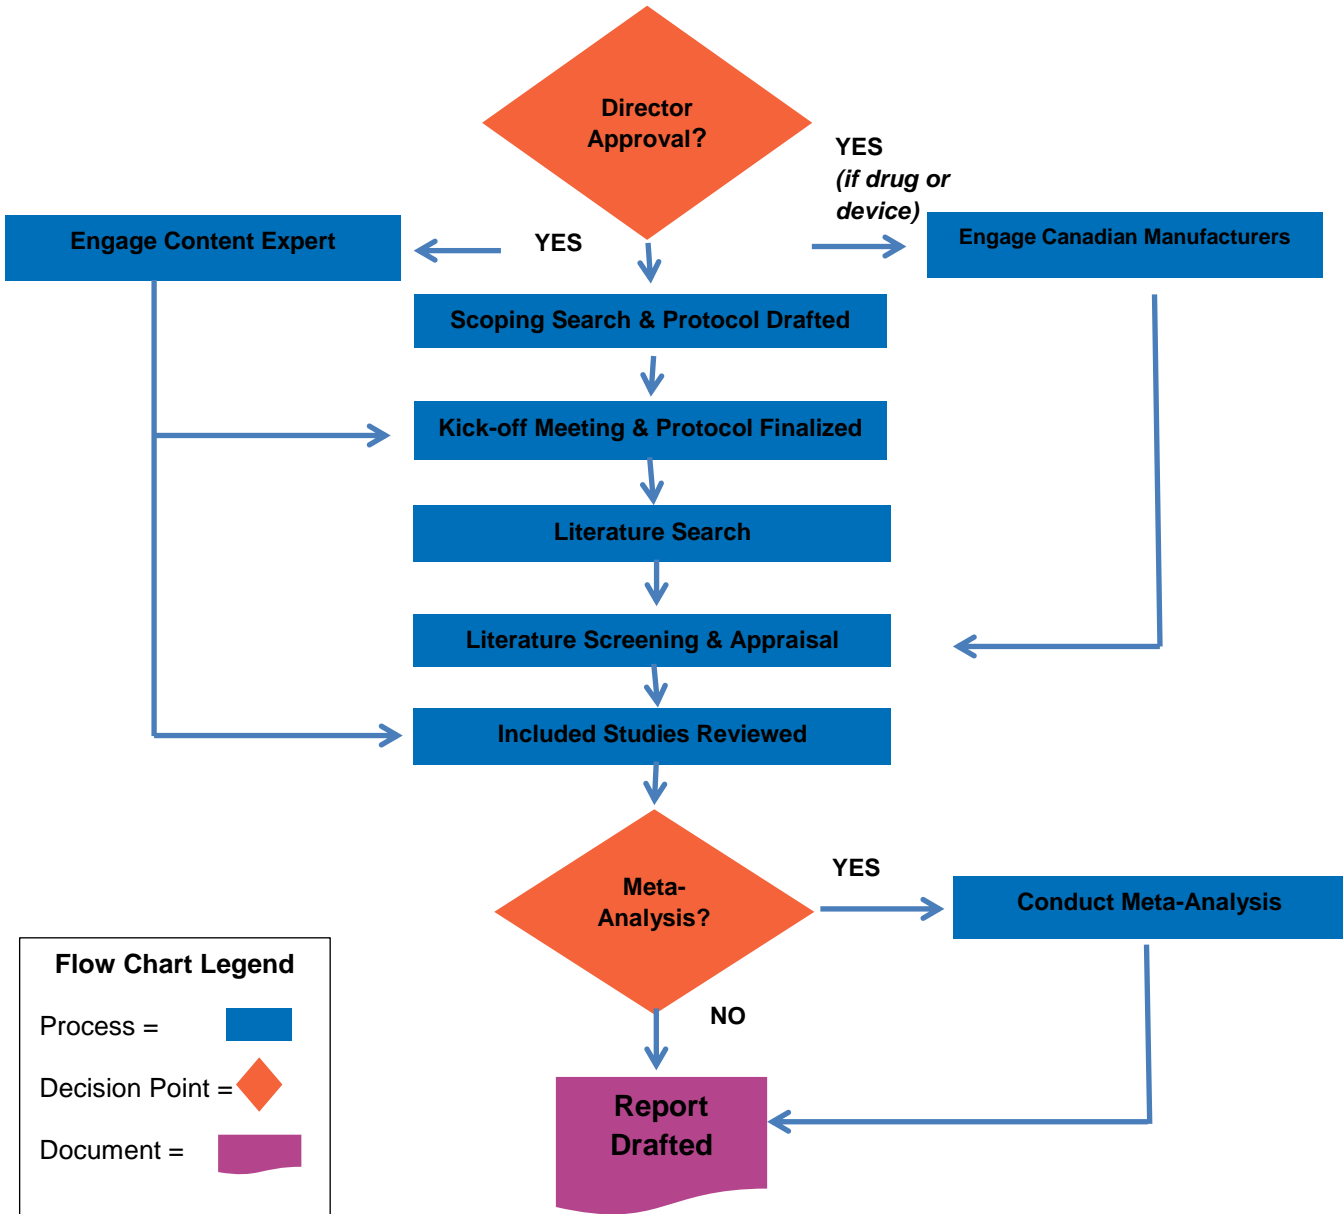 Director
Approval?
YES
(if drug or
device)
Engage Content Expert
YES
Engage Canadian Manufacturers
Scoping Search & Protocol Drafted
Kick-off Meeting & Protocol Finalized
Literature Search
Literature Screening & Appraisal
Included Studies Reviewed
Meta-
Analysis?
YES
Conduct Meta-Analysis
NO
Report
Drafted
Flow Chart Legend
Process =
Decision Point =
Document =